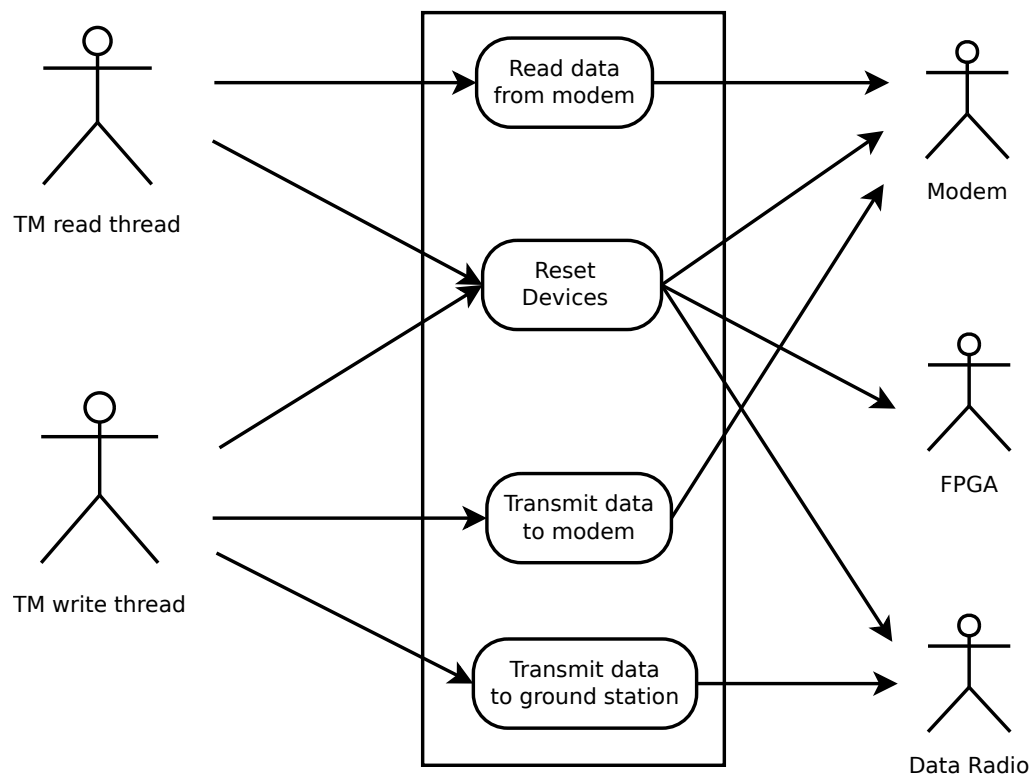 Read data
from modem
Modem
TM read thread
Reset
Devices
FPGA
Transmit data
to modem
TM write thread
Transmit data
to ground station
Data Radio